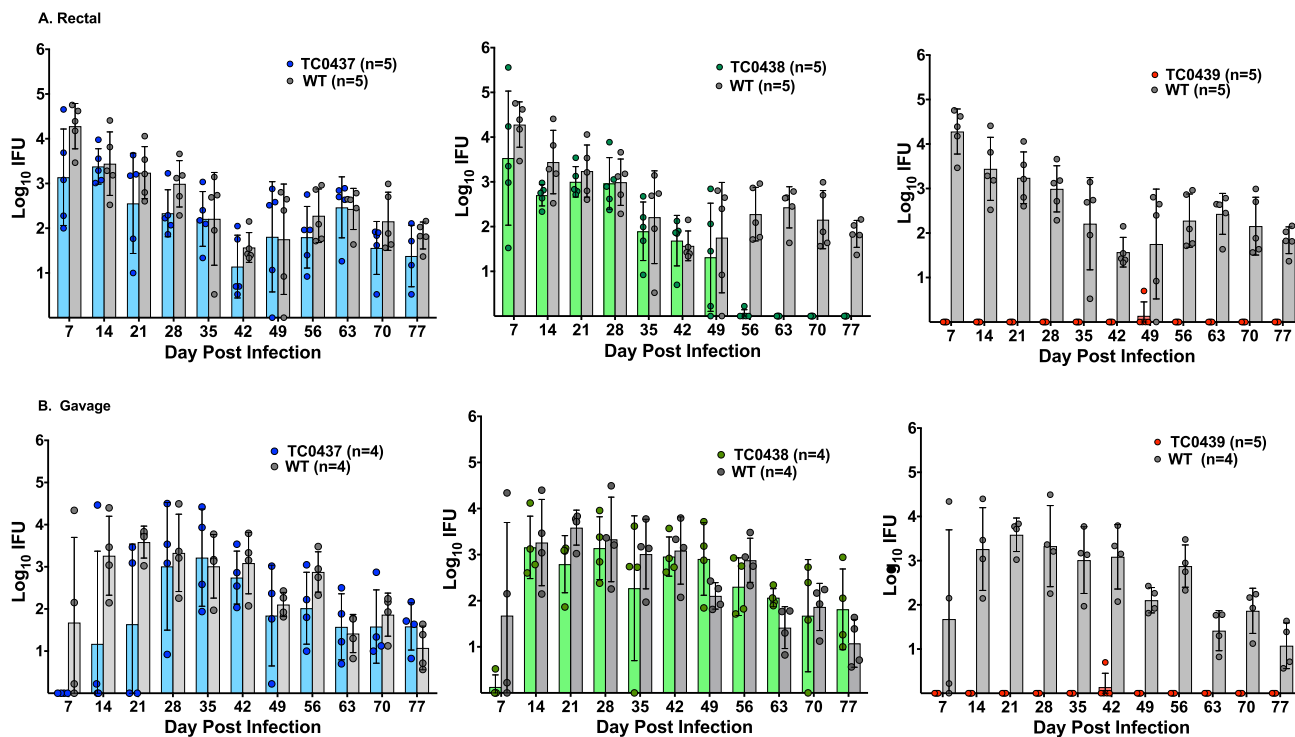 A. Rectal
6
5
4
3
2
1
Log10 IFU
TC0437 (n=5)
WT (n=5)
7 14 21 28 35 42 49 56 63 70 77
Day Post Infection
6
5
4
3
2
1
Log10 IFU
TC0438 (n=5)
WT (n=5)
7 14 21 28 35 42 49 56 63 70 77
Day Post Infection
6
5
4
3
2
1
Log10 IFU
TC0439 (n=5)
WT (n=5)
7 14 21 28 35 42 49 56 63 70 77
Day Post Infection
B. Gavage
6
5
4
3
2
1
Log10 IFU
TC0437 (n=4)
WT (n=4)
7 14 21 28 35 42 49 56 63 70 77
Day Post Infection
6
5
4
3
2
1
Log10 IFU
TC0438 (n=4)
WT (n=4)
7 14 21 28 35 42 49 56 63 70 77
Day Post Infection
6
5
4
3
2
1
Log10 IFU
TC0439 (n=5)
WT (n=4)
7 14 21 28 35 42 49 56 63 70 77
Day Post Infection